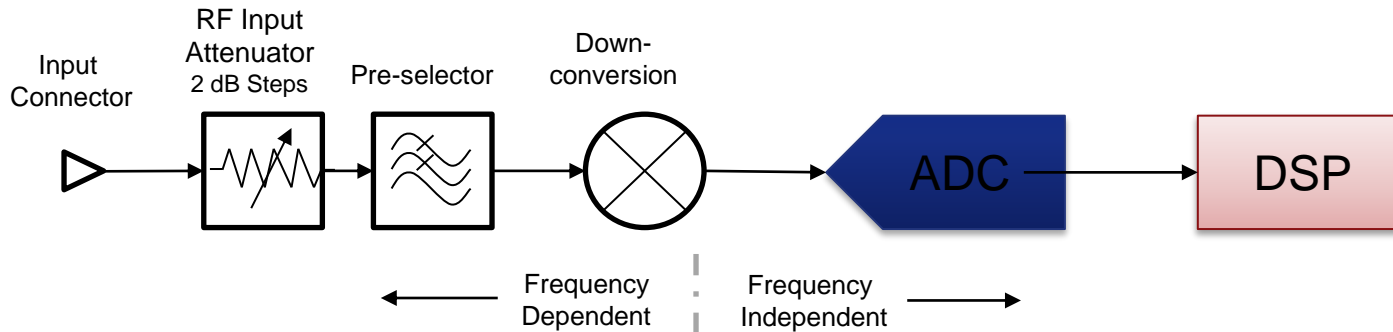 Input
Connector
RF Input
Attenuator
2 dB Steps
Pre-selector
Down-
conversion
ADC
DSP
Frequency
Dependent
Frequency
Independent